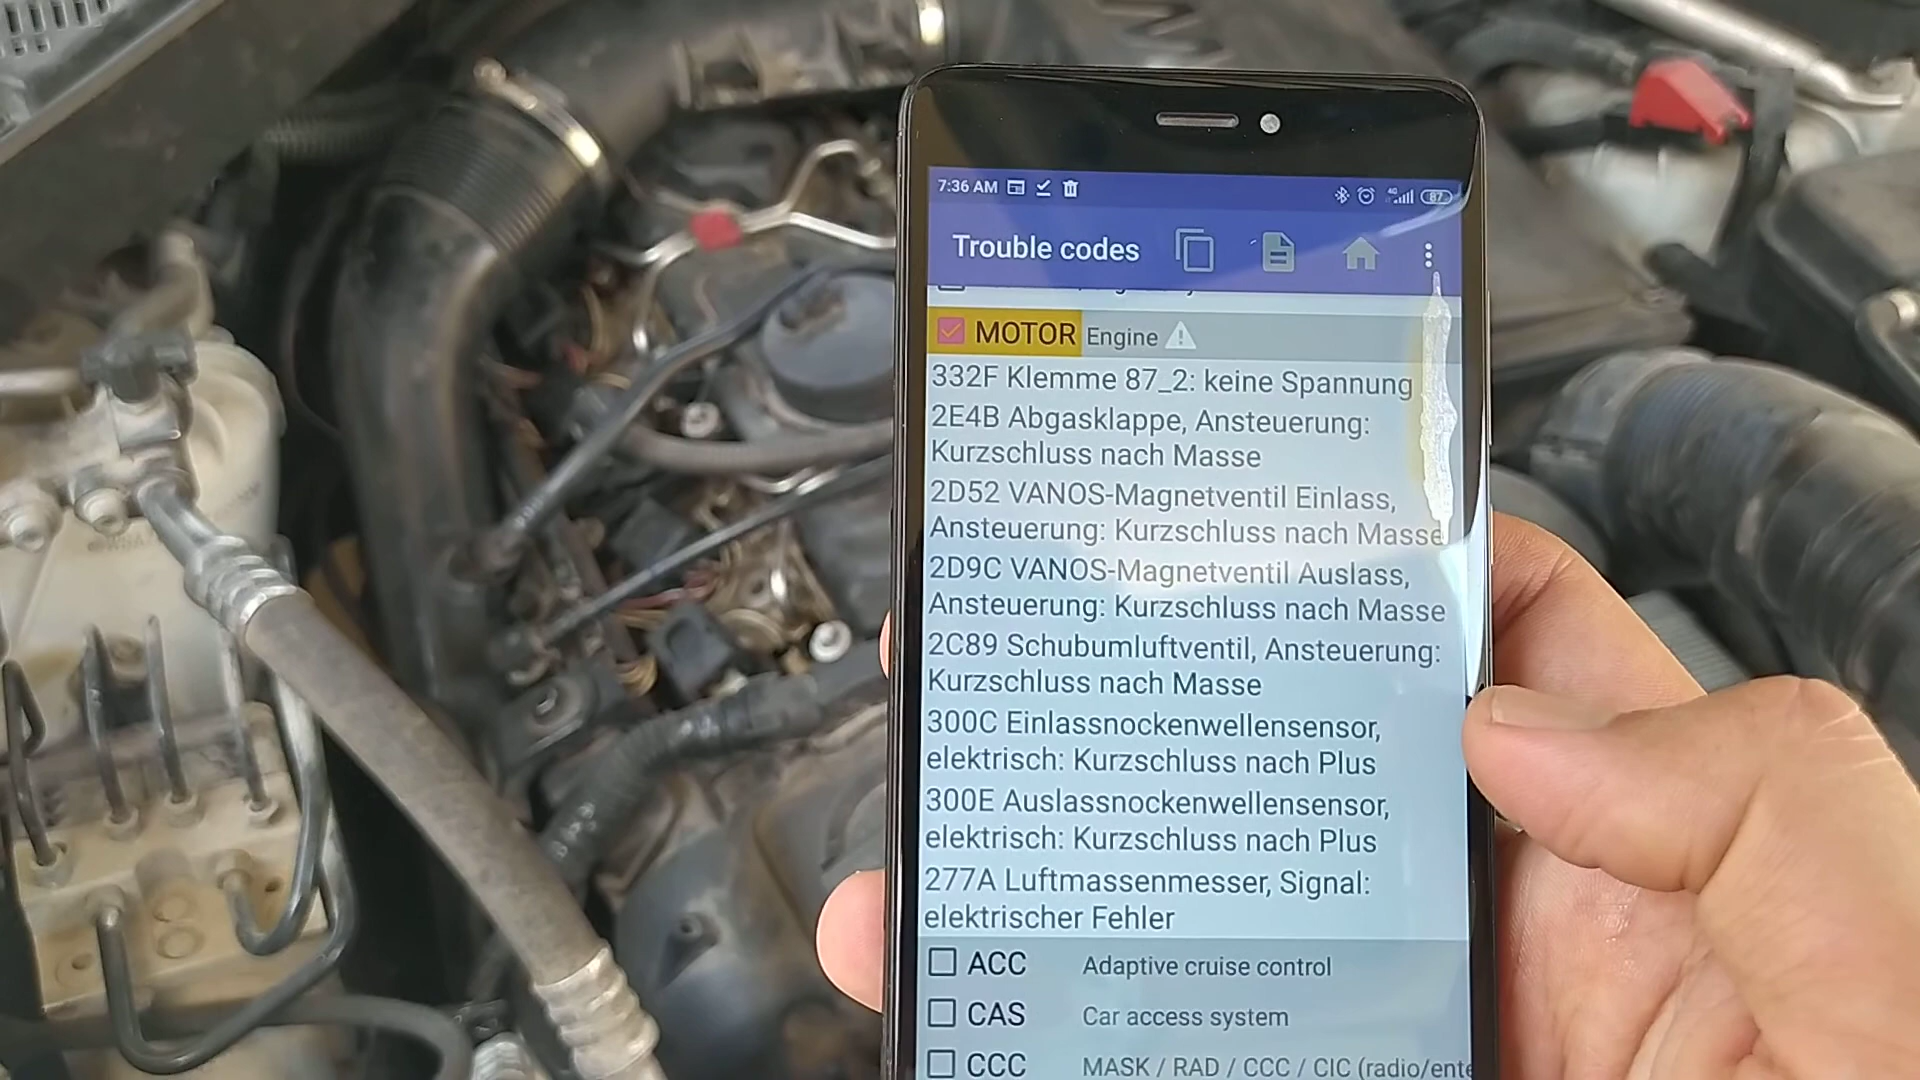 7:36 AM
87
Trouble codes
MOTOR Engine
332F Klemme 87_2: keine Spannung
2E4B Abgasklappe, Ansteuerung:
Kurzschluss nach Masse
2D52 VANOS-Magnetventil Einlass,
Ansteuerung: Kurzschluss nach Masse
2D9C VANOS-Magnetventil Auslass,
Ansteuerung: Kurzschluss nach Masse
2C89 Schubumluftventil, Ansteuerung:
Kurzschluss nach Masse
300C Einlassnockenwellensensor,
elektrisch: Kurzschluss nach Plus
300E Auslassnockenwellensensor,
elektrisch: Kurzschluss nach Plus
277A Luftmassenmesser, Signal:
elektrischer Fehler
ACC Adaptive cruise control
CAS Car access system
CCC MASK / RAD / CCC / CIC (radio/ente